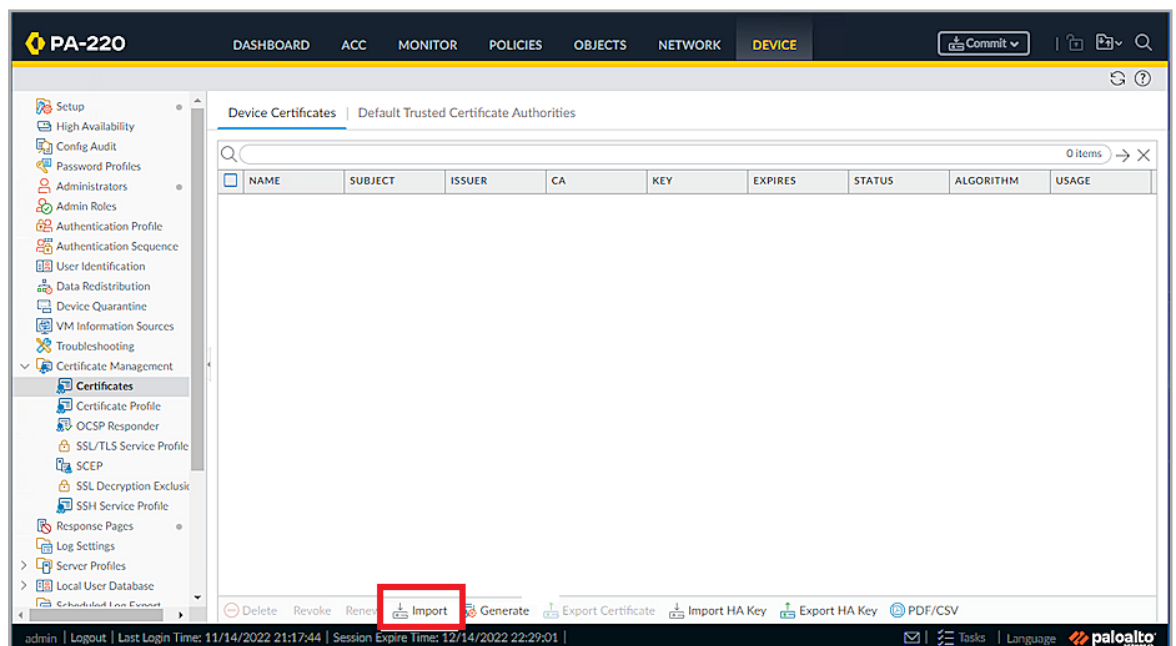 PA-220
DASHBOARD ACC MONITOR POLICIES OBJECTS NETWORK DEVICE Commit
Device Certificates | Default Trusted Certificate Authorities
Setup
High Availability
Config Audit
Password Profiles
Administrators
Admin Roles
Authentication Profile
Authentication Sequence
User Identification
Data Redistribution
Device Quarantine
VM Information Sources
Troubleshooting
Certificate Management
Certificates
Certificate Profile
OCSP Responder
SSL/TLS Service Profile
SCEP
SSL Decryption Exclusic
SSH Service Profile
Response Pages
Log Settings
Server Profiles
Local User Database
Scheduled Log Export
0 items
NAME SUBJECT ISSUER CA KEY EXPIRES STATUS ALGORITHM USAGE
Delete Revoke Renew Import Generate Export Certificate Import HA Key Export HA Key PDF/CSV
admin | Logout | Last Login Time: 11/14/2022 21:17:44 | Session Expire Time: 12/14/2022 22:29:01 | Tasks | Language paloalto